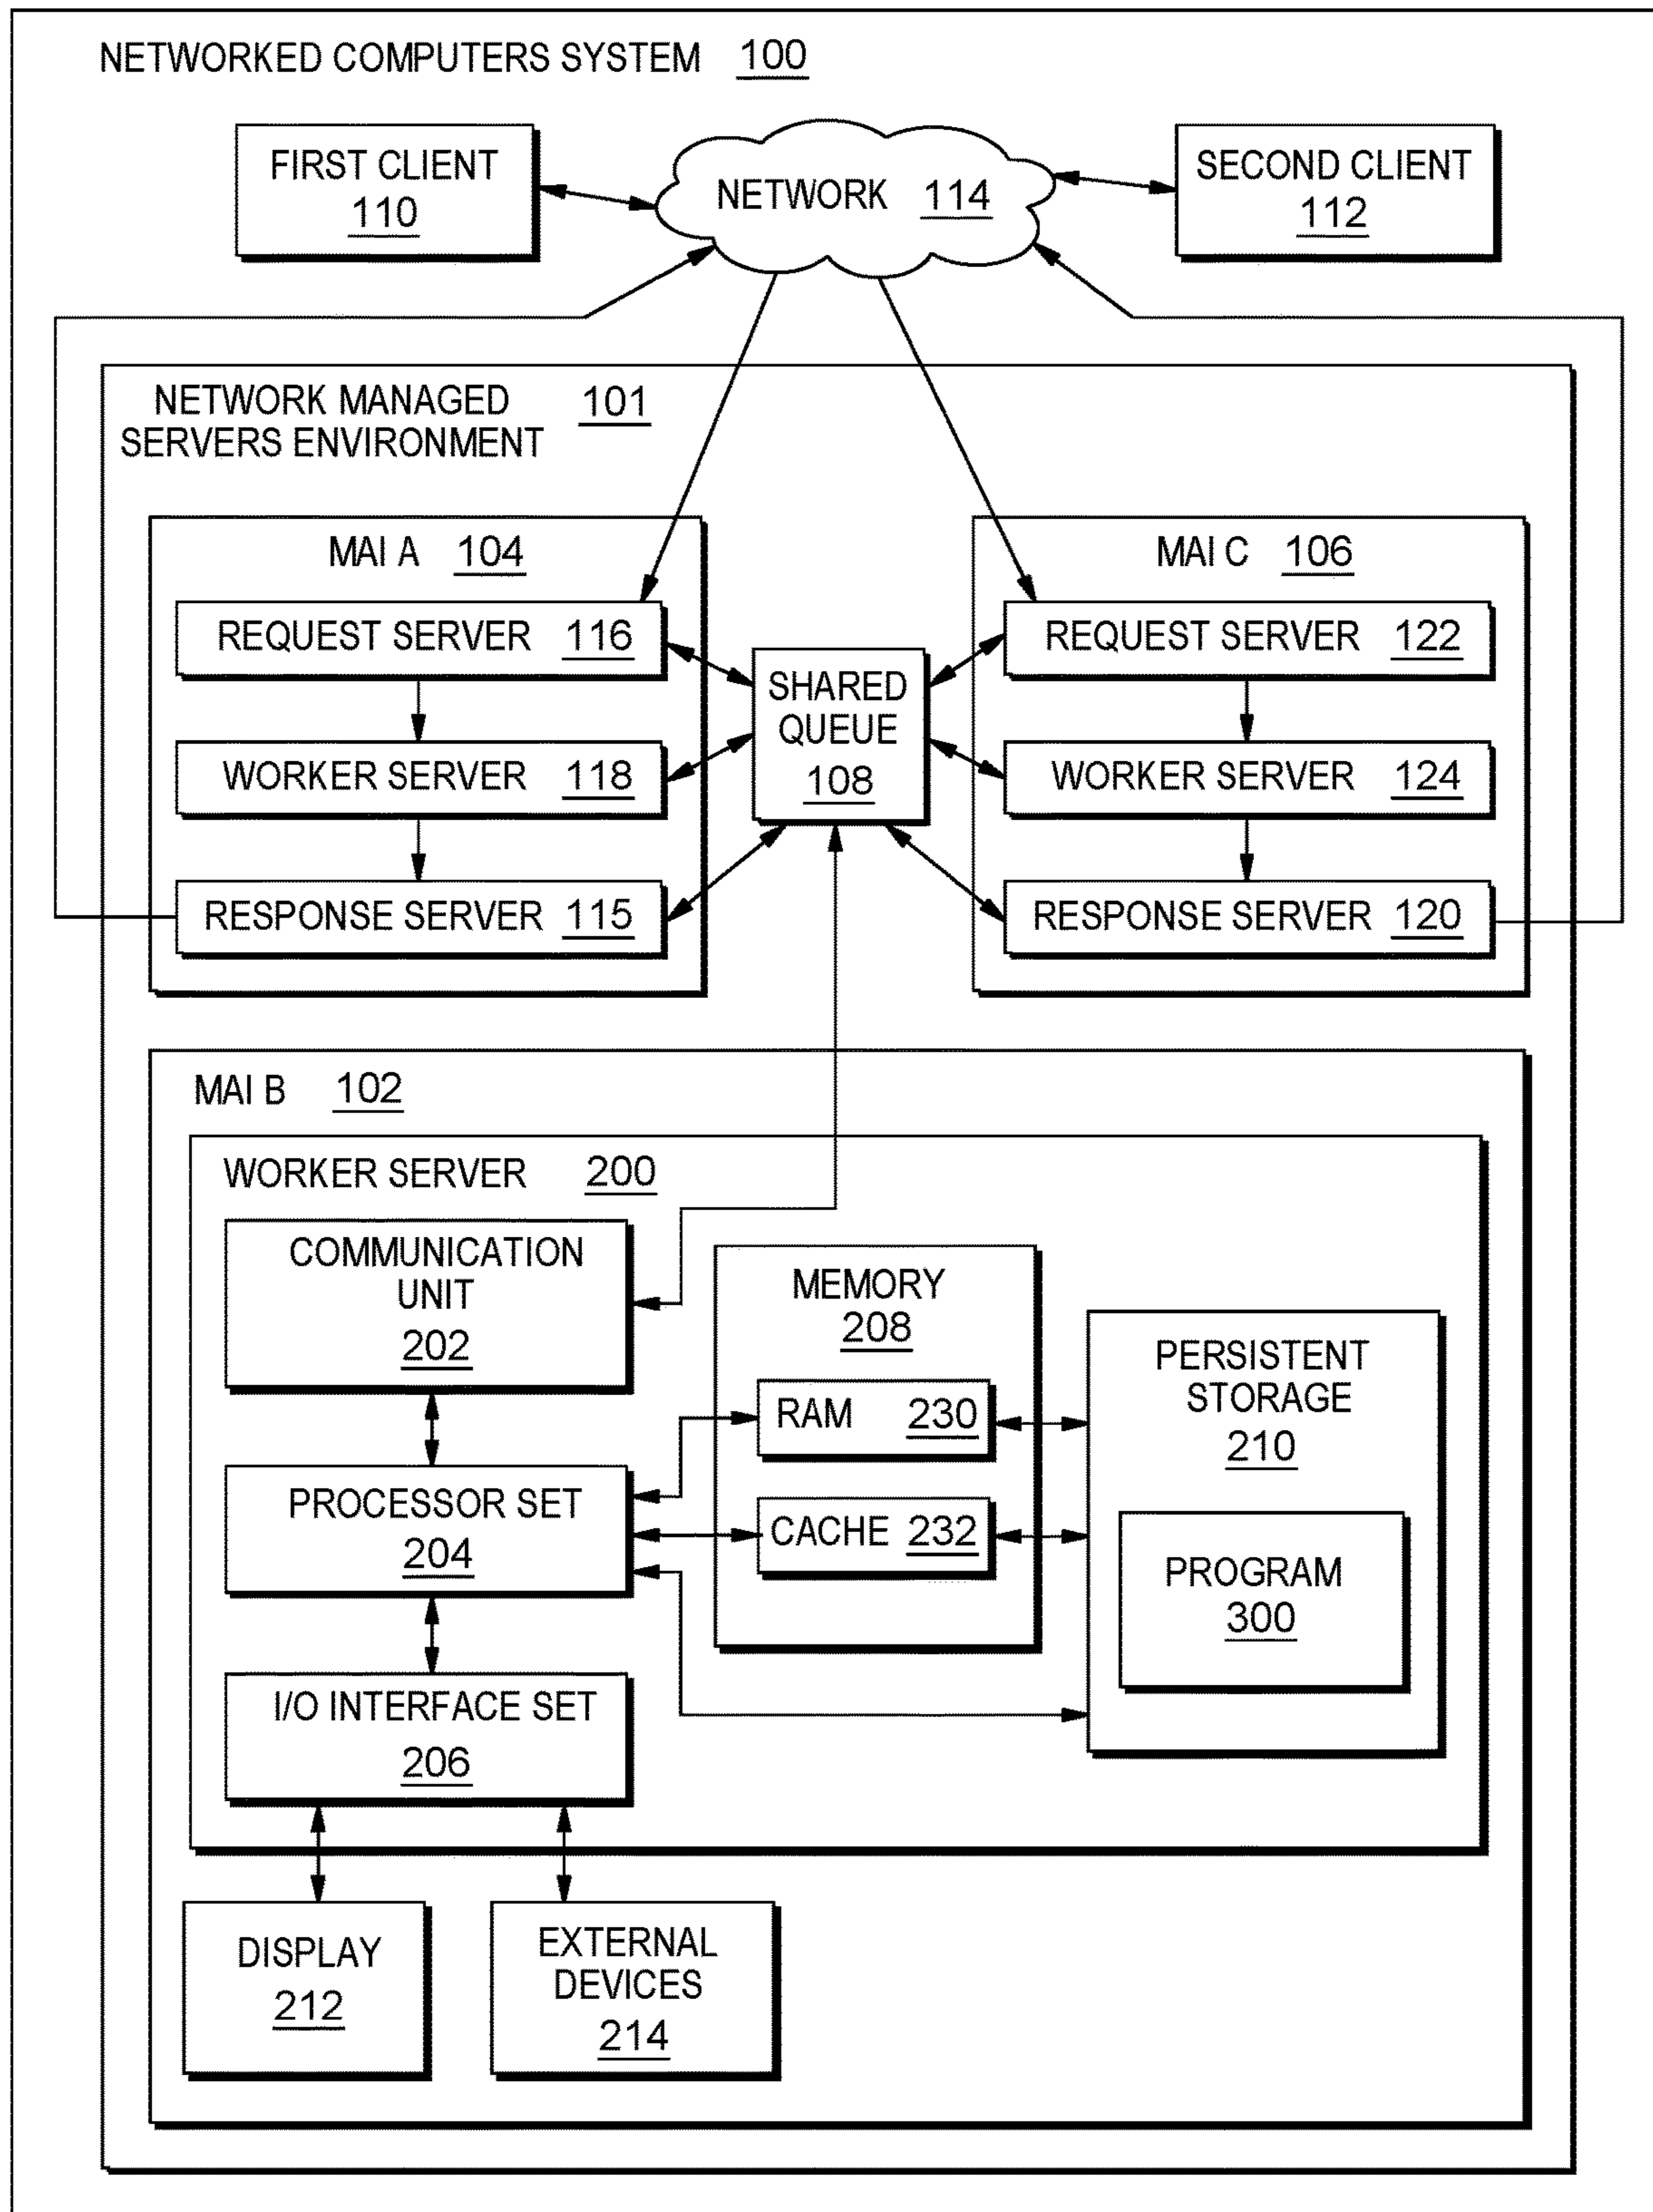 NETWORKED COMPUTERS SYSTEM 100
FIRST CLIENT
110
NETWORK 114
SECOND CLIENT
112
NETWORK MANAGED 101
SERVERS ENVIRONMENT
MAI A 104
REQUEST SERVER 116
WORKER SERVER 118
RESPONSE SERVER 115
SHARED
QUEUE
108
MAI C 106
REQUEST SERVER 122
WORKER SERVER 124
RESPONSE SERVER 120
MAI B 102
WORKER SERVER 200
COMMUNICATION
UNIT
202
PROCESSOR SET
204
I/O INTERFACE SET
206
MEMORY
208
RAM 230
CACHE 232
PERSISTENT
STORAGE
210
PROGRAM
300
DISPLAY
212
EXTERNAL
DEVICES
214